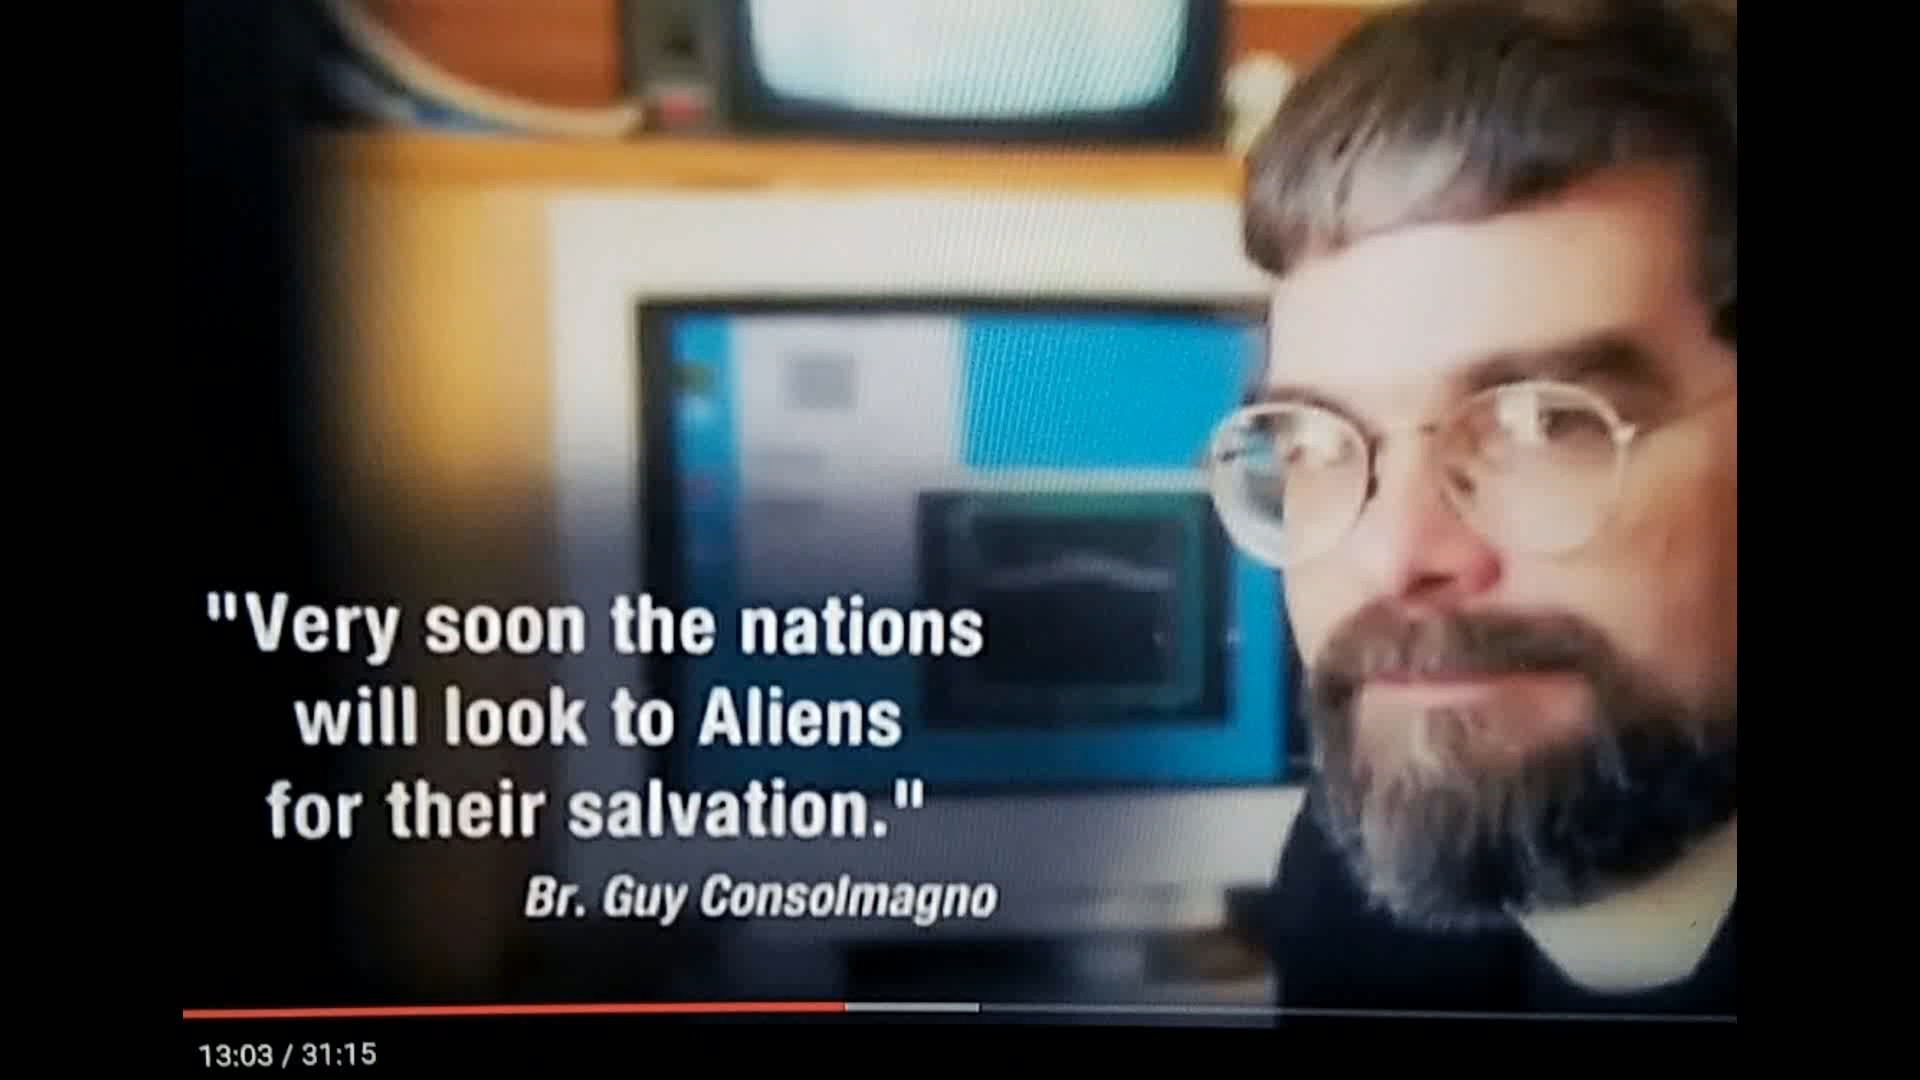 "Very soon the nations
will look to Aliens
for their salvation."
Br. Guy Consolmagno
13:03 / 31:15